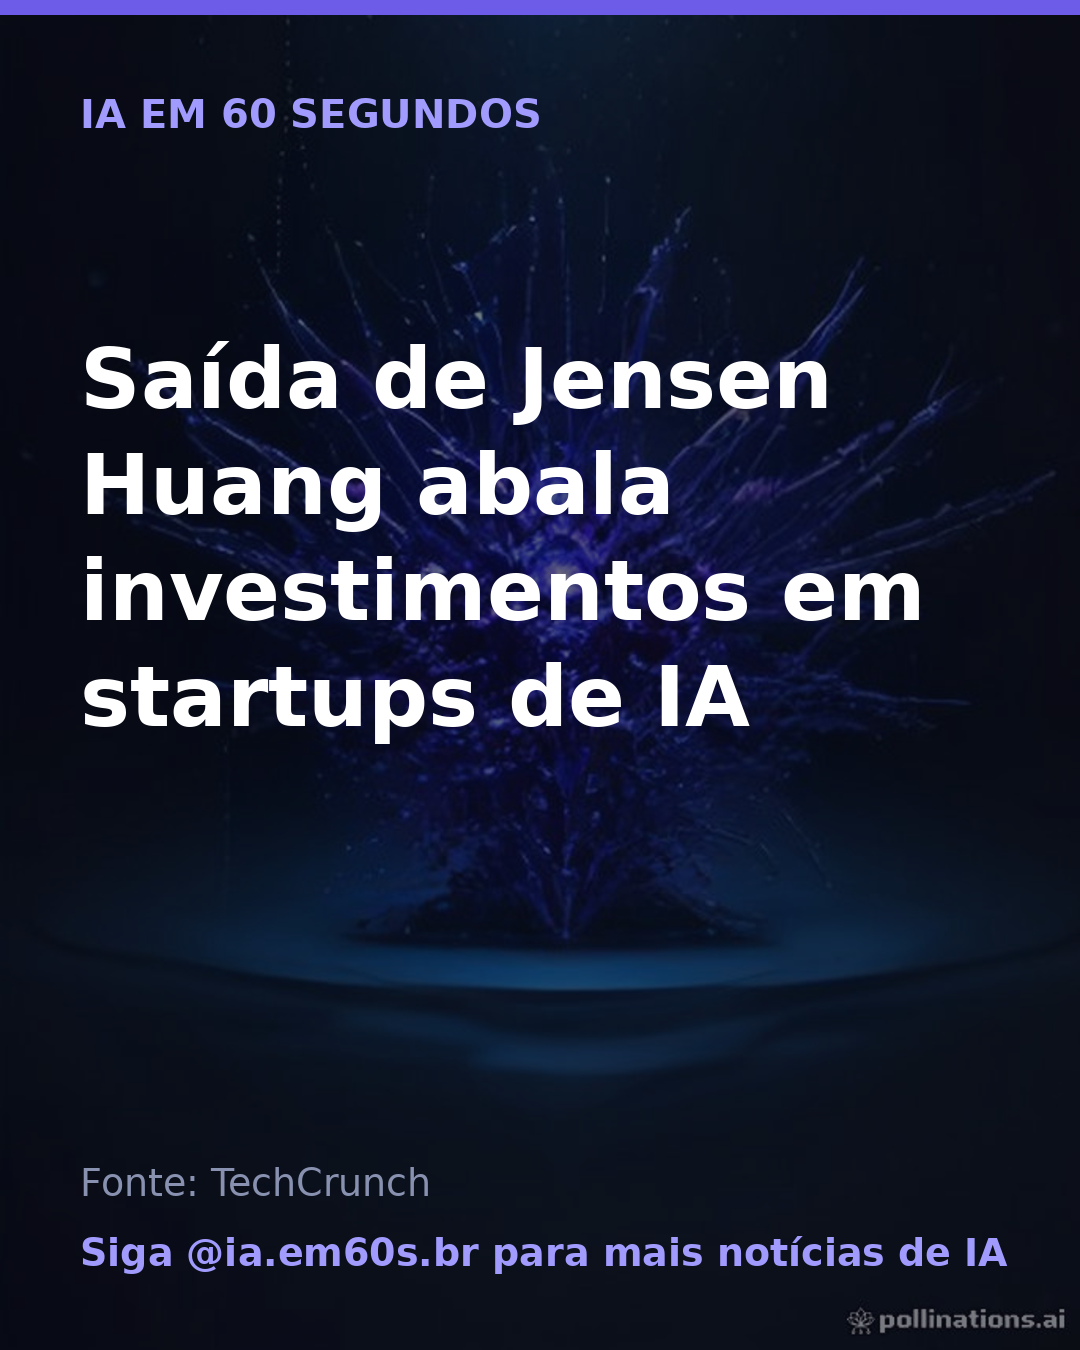 IA EM 60 SEGUNDOS
Saída de Jensen
Huang abala
investimentos em
startups de IA
Fonte: TechCrunch
Siga @ia.em60s.br para mais notícias de IA
pollinations.ai